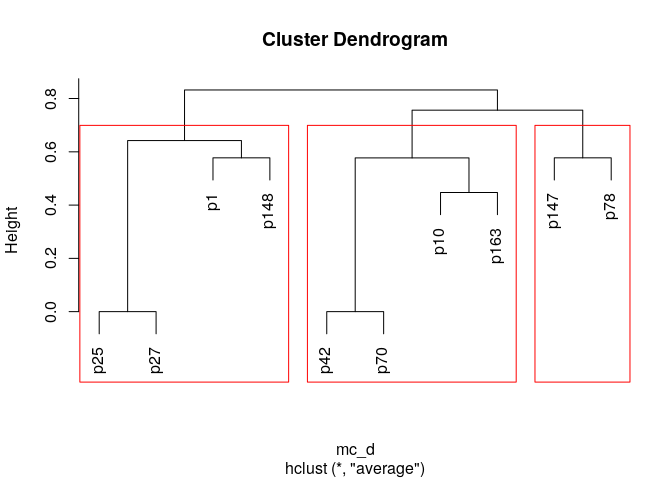 Cluster Dendrogram
Height
0.8
0.6
0.4
0.2
0.0
p25
p27
p1
p148
p42
p70
p10
p163
p147
p78
mc_d
hclust (*, "average")